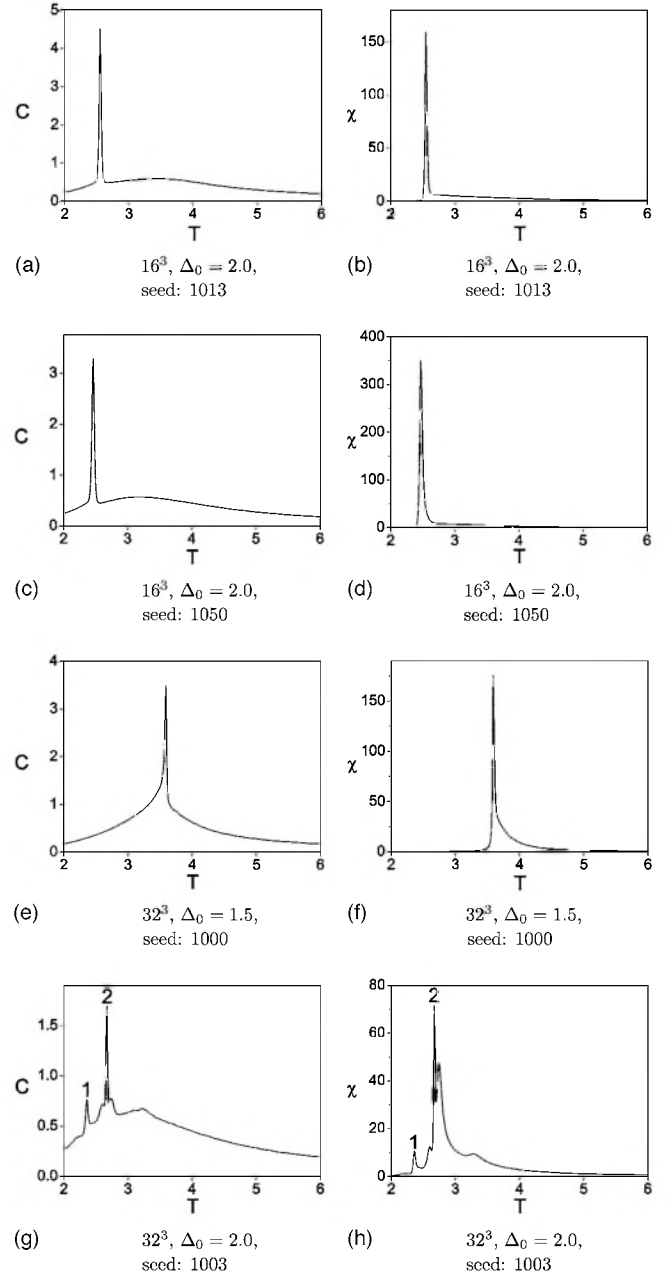 5
4
3
2
1
0
C
2 3 4 5 6
T
150
100
50
0
χ
2 3 4 5 6
T
(a) 16³, Δ₀ = 2.0,
seed: 1013
(b) 16³, Δ₀ = 2.0,
seed: 1013
3
2
1
0
C
2 3 4 5 6
T
400
300
200
100
0
χ
2 3 4 5 6
T
(c) 16³, Δ₀ = 2.0,
seed: 1050
(d) 16³, Δ₀ = 2.0,
seed: 1050
4
3
2
1
0
C
2 3 4 5 6
T
150
100
50
0
χ
2 3 4 5 6
T
(e) 32³, Δ₀ = 1.5,
seed: 1000
(f) 32³, Δ₀ = 1.5,
seed: 1000
1.5
1.0
0.5
0.0
C
1
2
2 3 4 5 6
T
80
60
40
20
0
χ
1
2
2 3 4 5 6
T
(g) 32³, Δ₀ = 2.0,
seed: 1003
(h) 32³, Δ₀ = 2.0,
seed: 1003